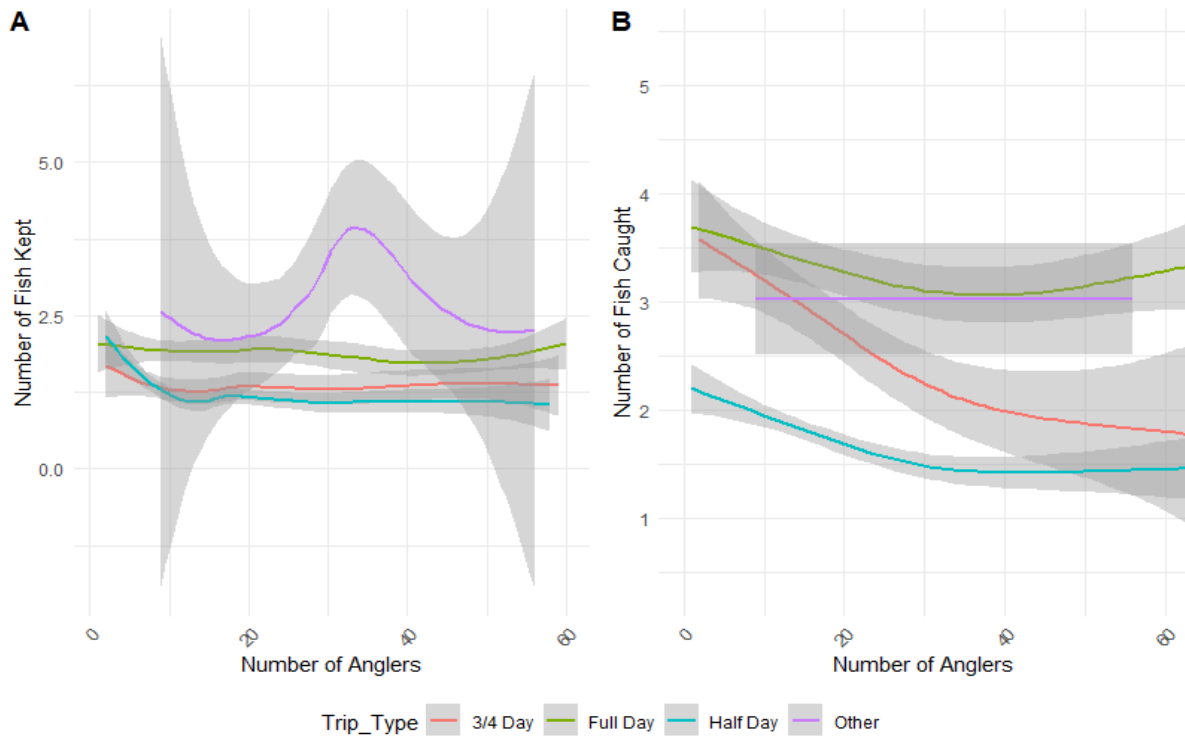 A
Number of Fish Kept
5.0
2.5
0.0
0
20
40
60
Number of Anglers
B
Number of Fish Caught
5
4
3
2
1
0
20
40
60
Number of Anglers
Trip_Type 3/4 Day Full Day Half Day Other